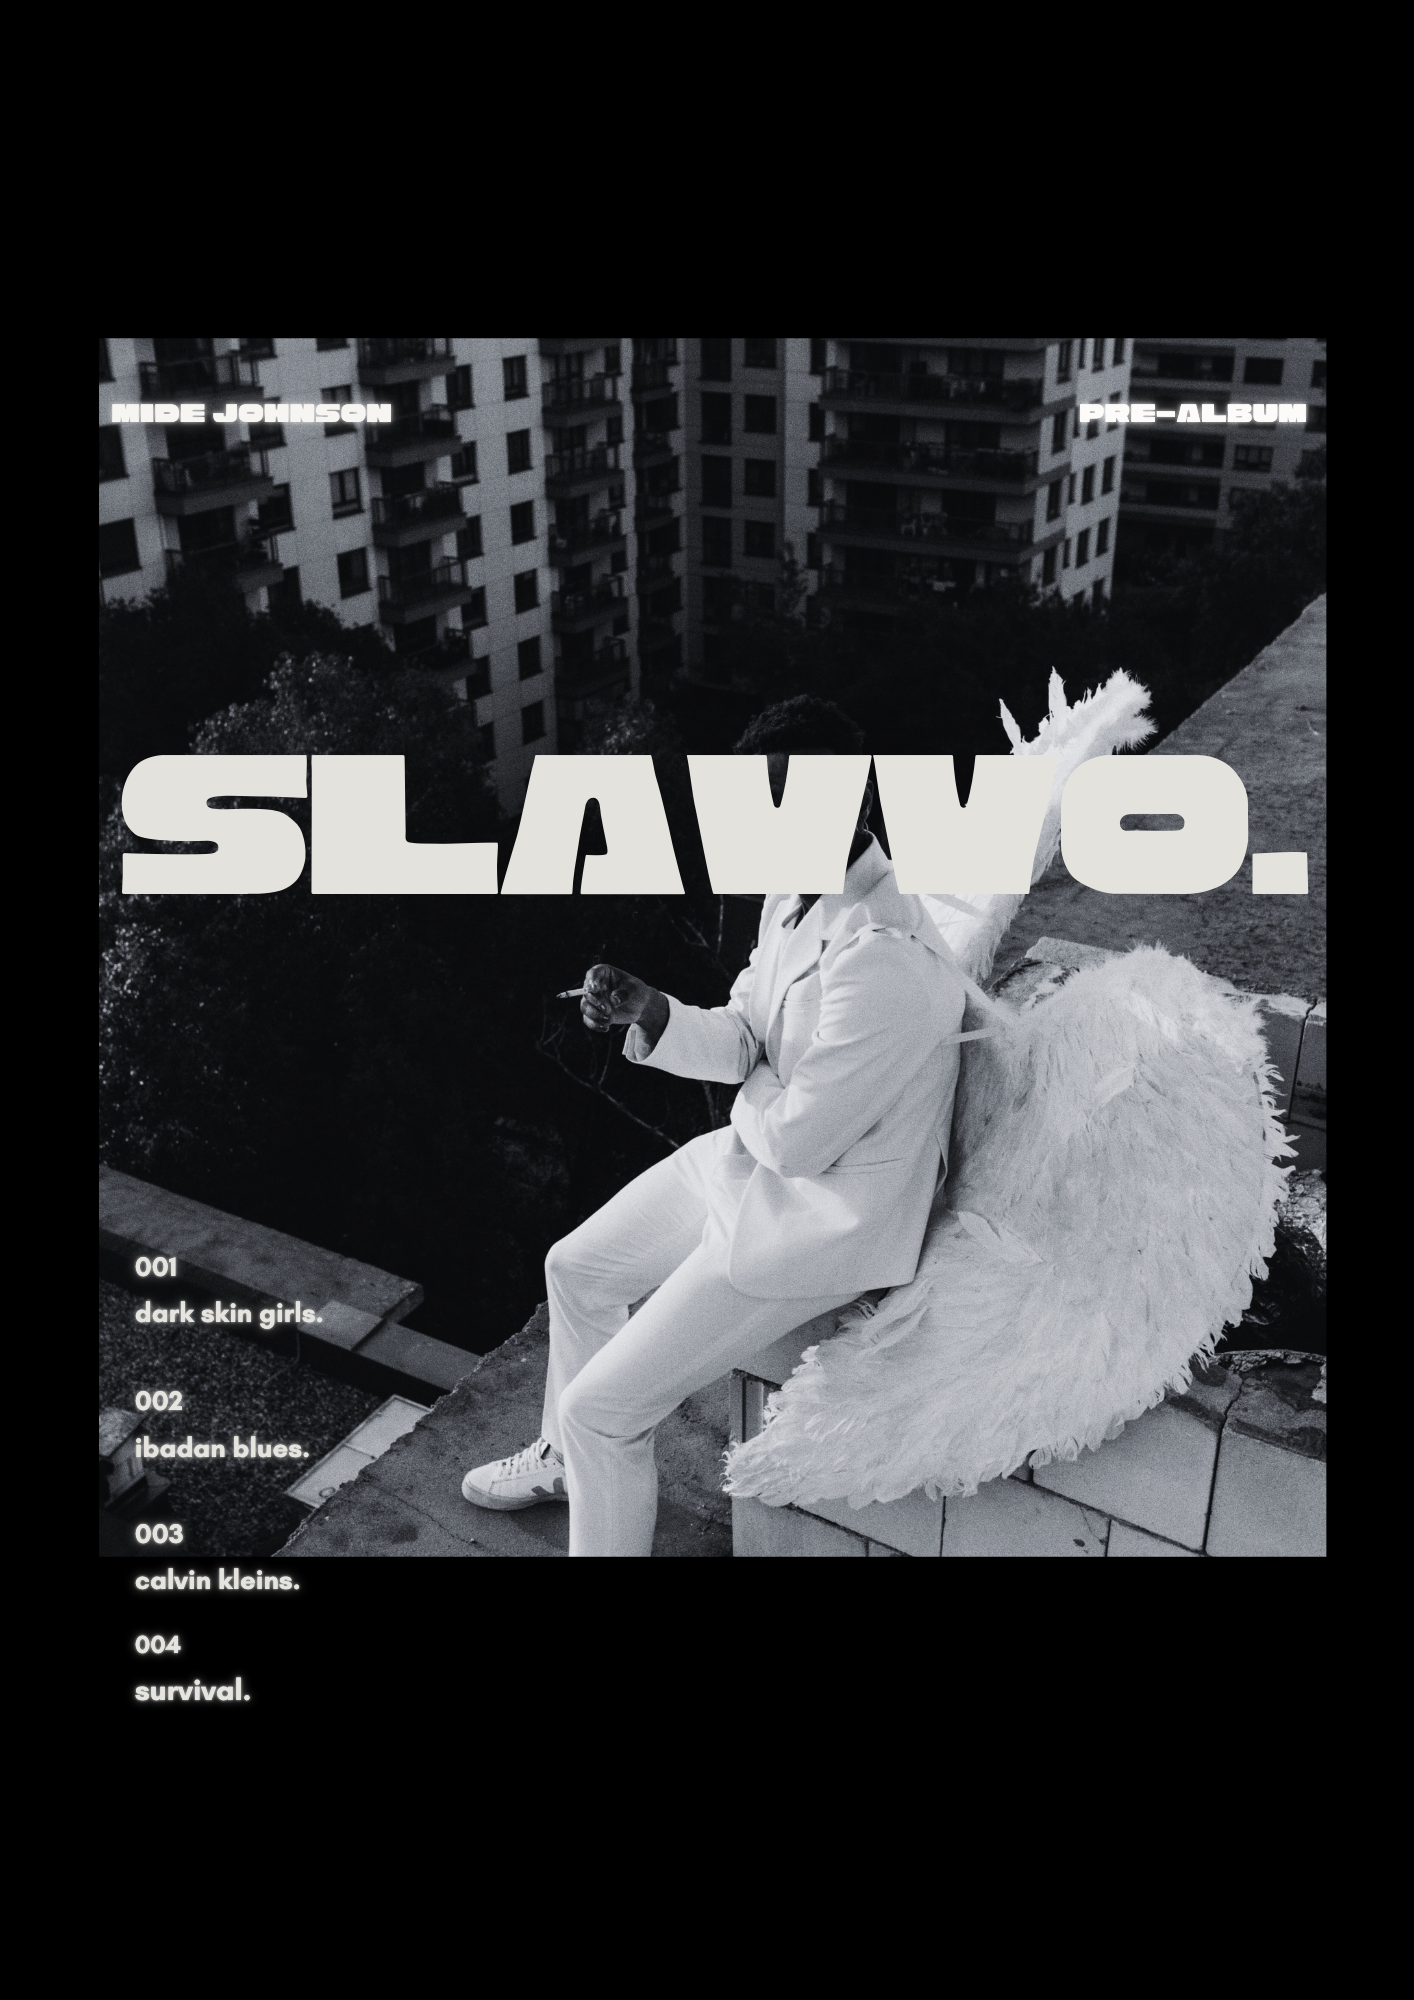 MIDE JOHNSON
PRE-ALBUM
SLAVVO.
001
dark skin girls.
002
ibadan blues.
003
calvin kleins.
004
survival.